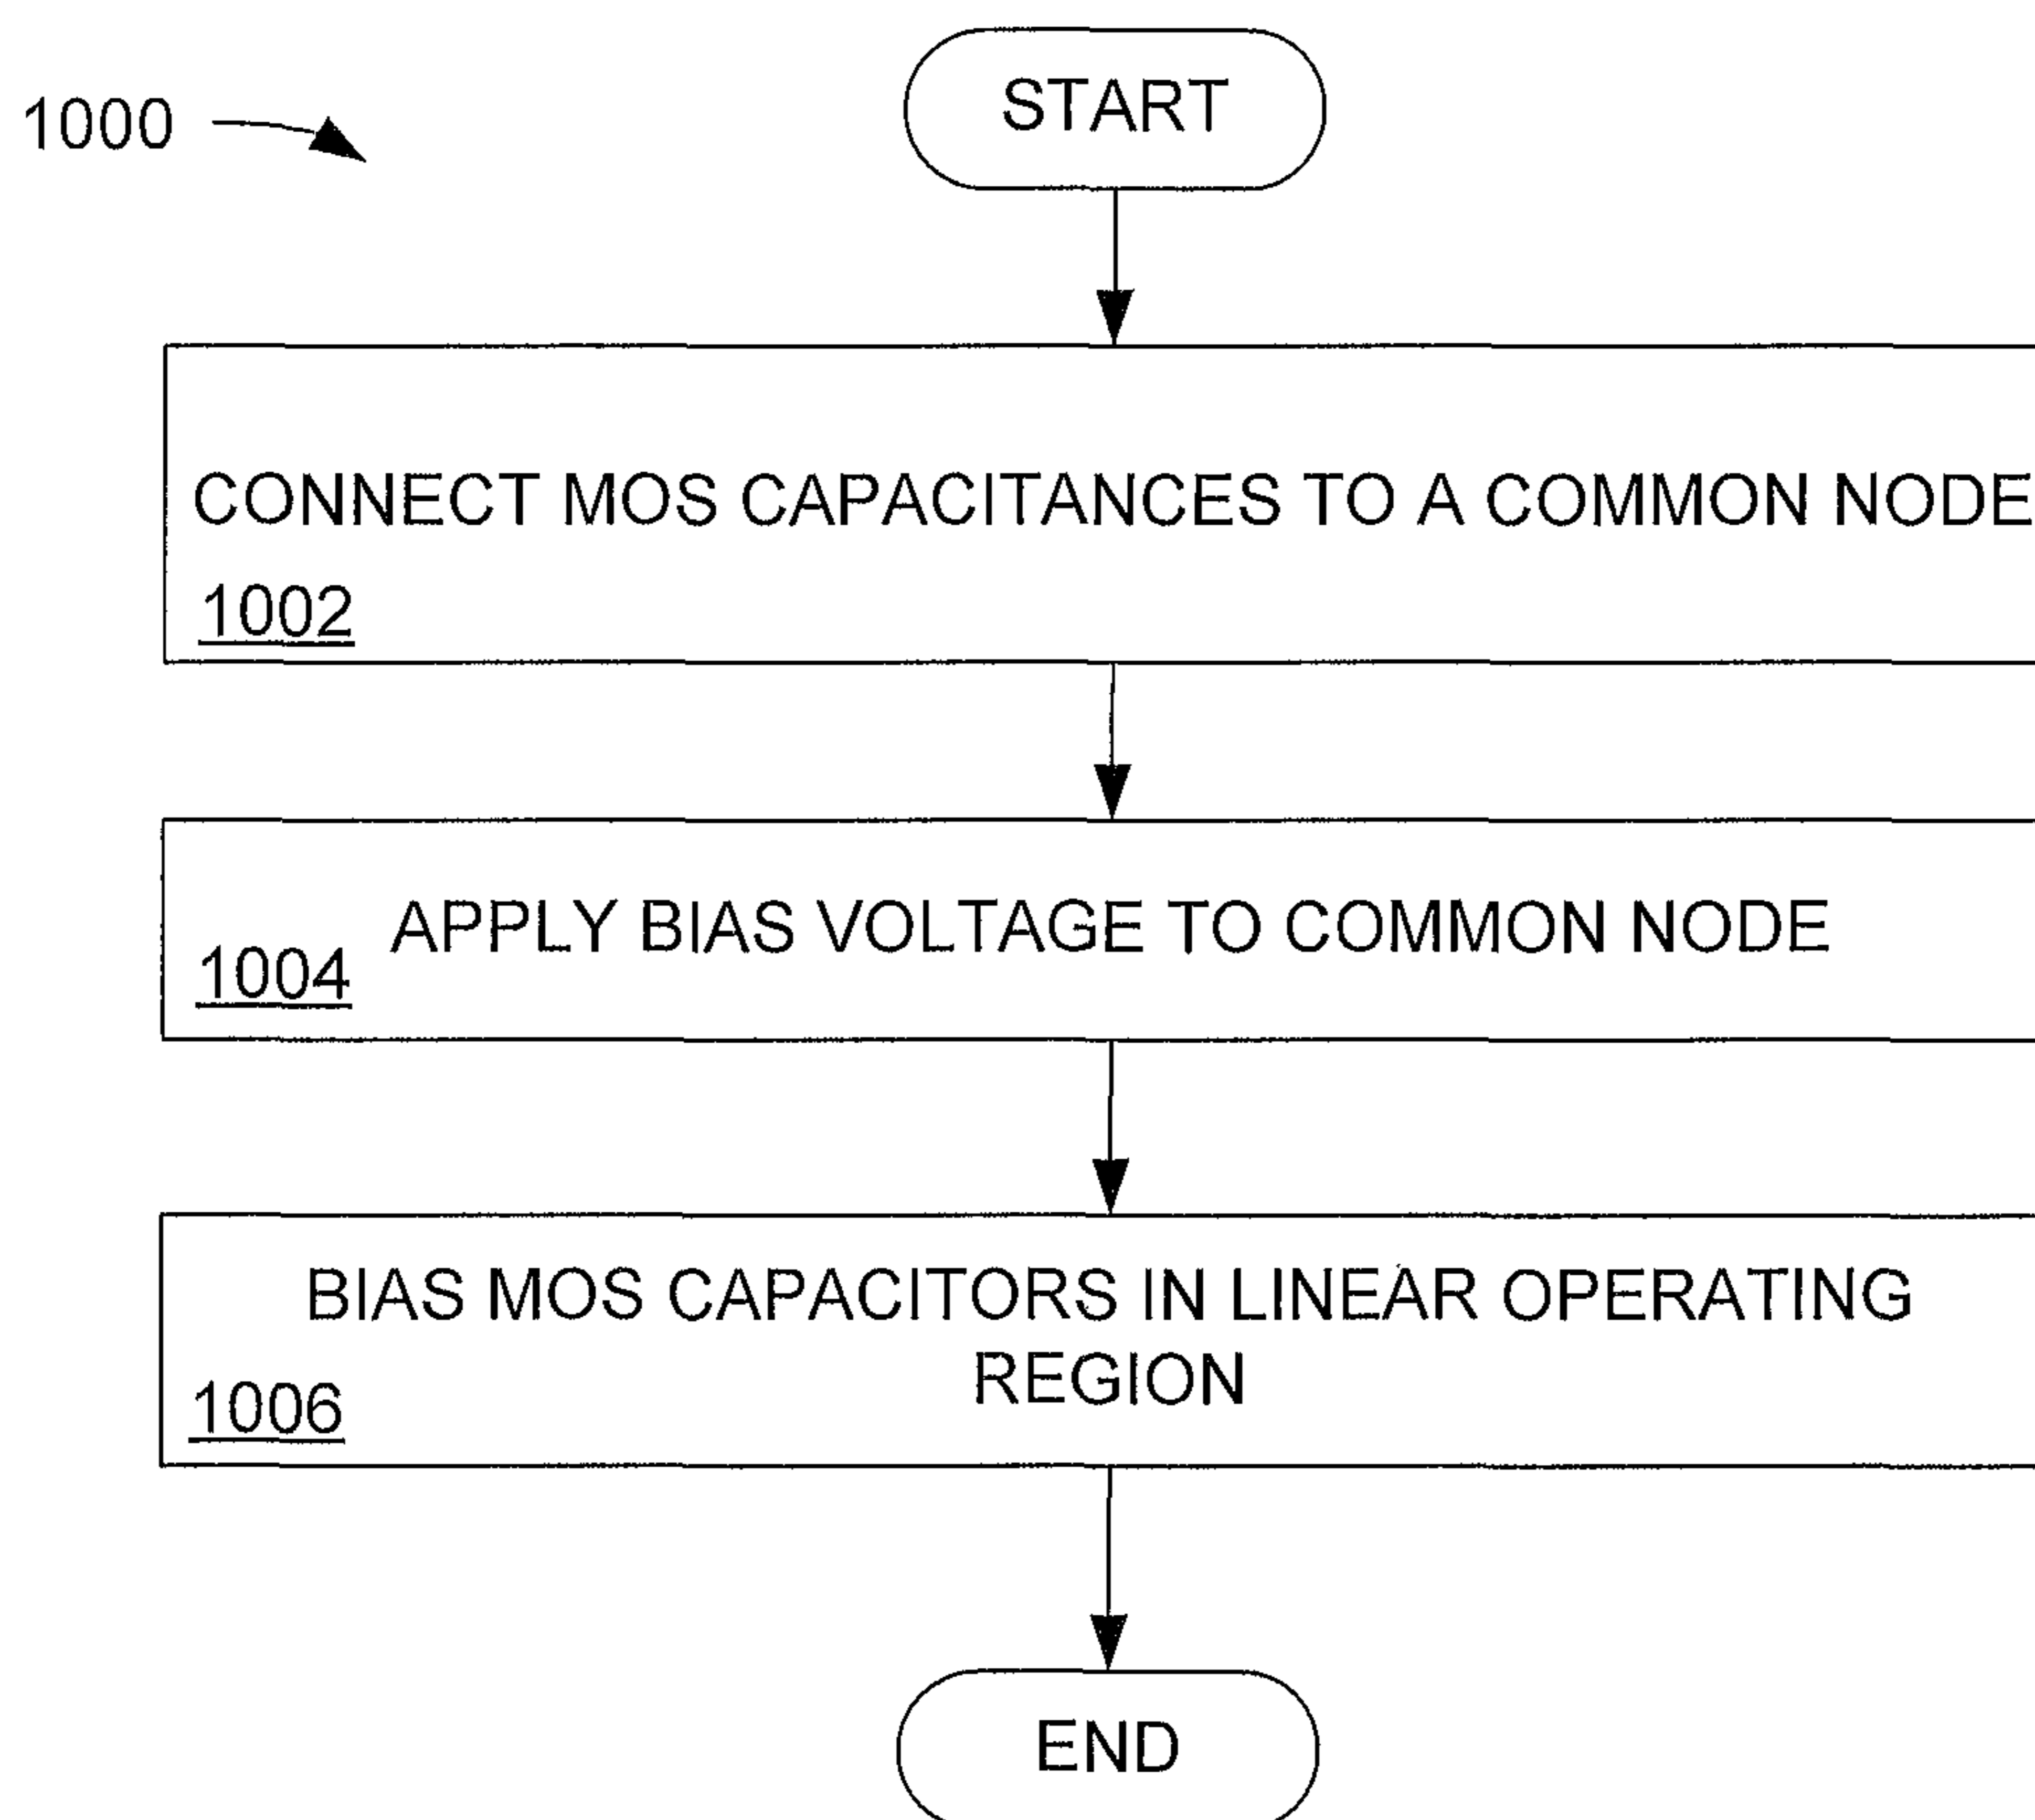 1000
START
CONNECT MOS CAPACITANCES TO A COMMON NODE
1002
APPLY BIAS VOLTAGE TO COMMON NODE
1004
BIAS MOS CAPACITORS IN LINEAR OPERATING
REGION
1006
END